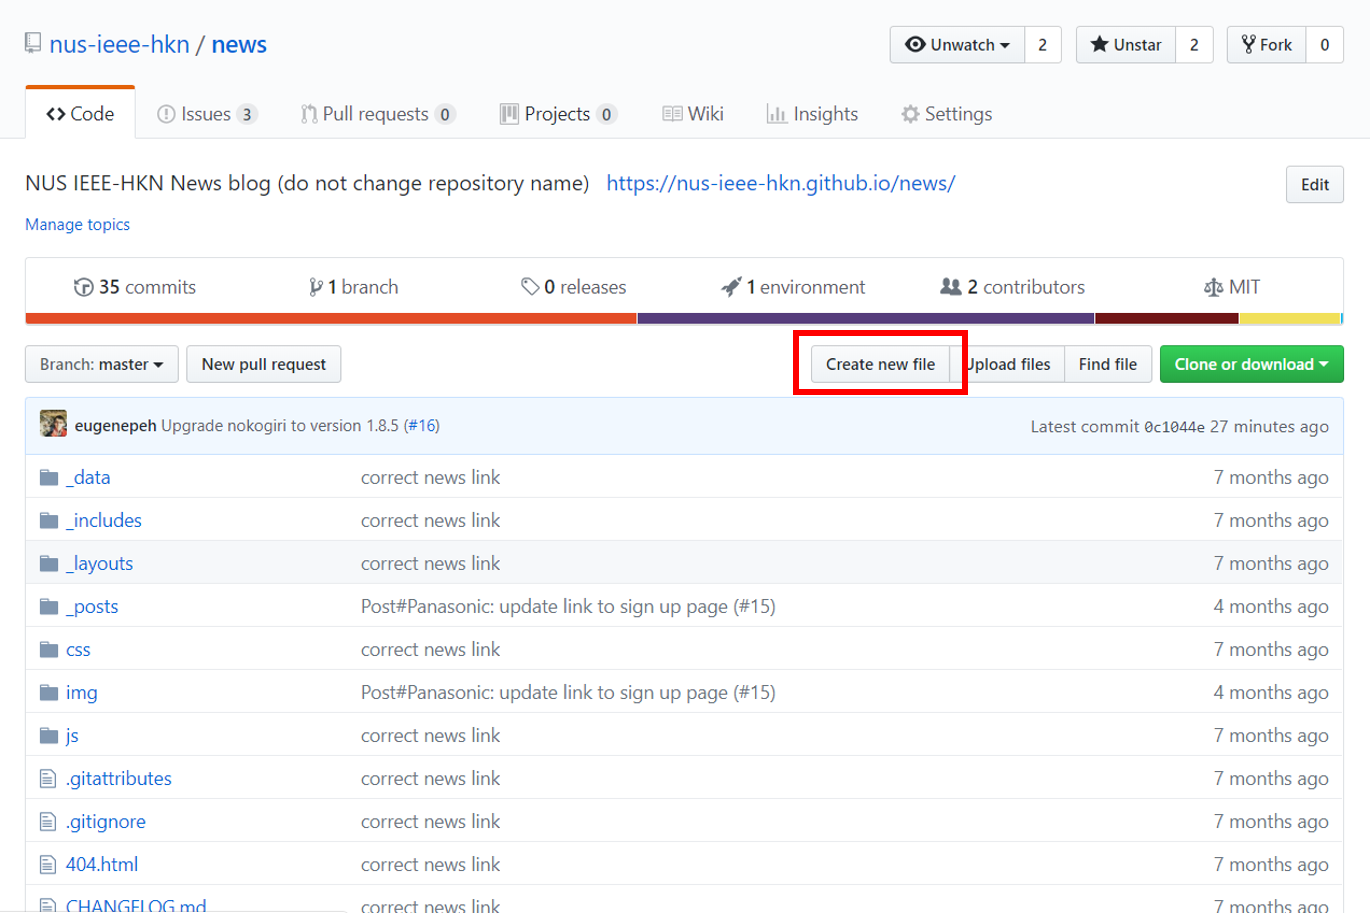 nus-ieee-hkn / news
Unwatch 2 Unstar 2 Fork 0
Code Issues 3 Pull requests 0 Projects 0 Wiki Insights Settings
NUS IEEE-HKN News blog (do not change repository name) https://nus-ieee-hkn.github.io/news/ Edit
Manage topics
35 commits 1 branch 0 releases 1 environment 2 contributors MIT
Branch: master New pull request Create new file Upload files Find file Clone or download
eugenepeh Upgrade nokogiri to version 1.8.5 (#16) Latest commit 0c1044e 27 minutes ago
_data correct news link 7 months ago
_includes correct news link 7 months ago
_layouts correct news link 7 months ago
_posts Post#Panasonic: update link to sign up page (#15) 4 months ago
css correct news link 7 months ago
img Post#Panasonic: update link to sign up page (#15) 4 months ago
js correct news link 7 months ago
.gitattributes correct news link 7 months ago
.gitignore correct news link 7 months ago
404.html correct news link 7 months ago
CHANGELOG.md correct news link 7 months ago